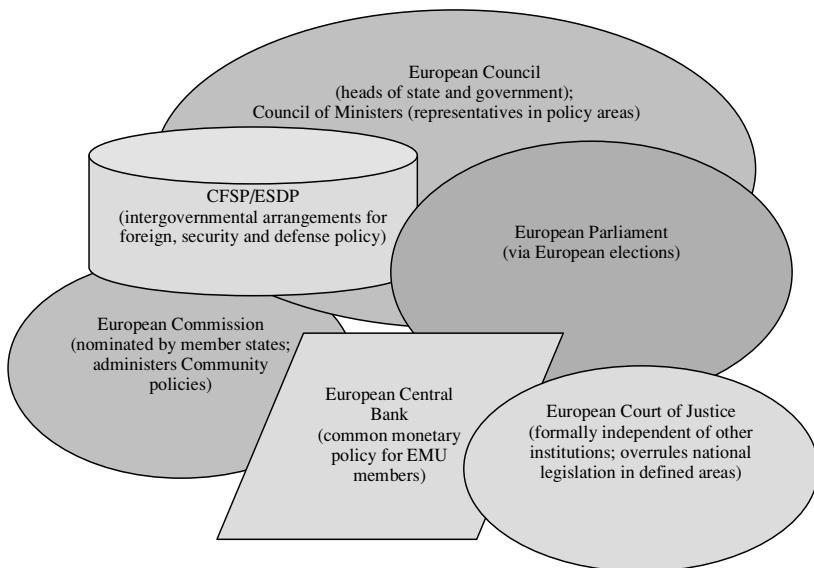 European Council
(heads of state and government);
Council of Ministers (representatives in policy areas)
CFSP/ESDP
(intergovernmental arrangements for
foreign, security and defense policy)
European Parliament
(via European elections)
European Commission
(nominated by member states;
administers Community
policies)
European Central
Bank
(common monetary
policy for EMU
members)
European Court of Justice
(formally independent of other
institutions; overrules national
legislation in defined areas)